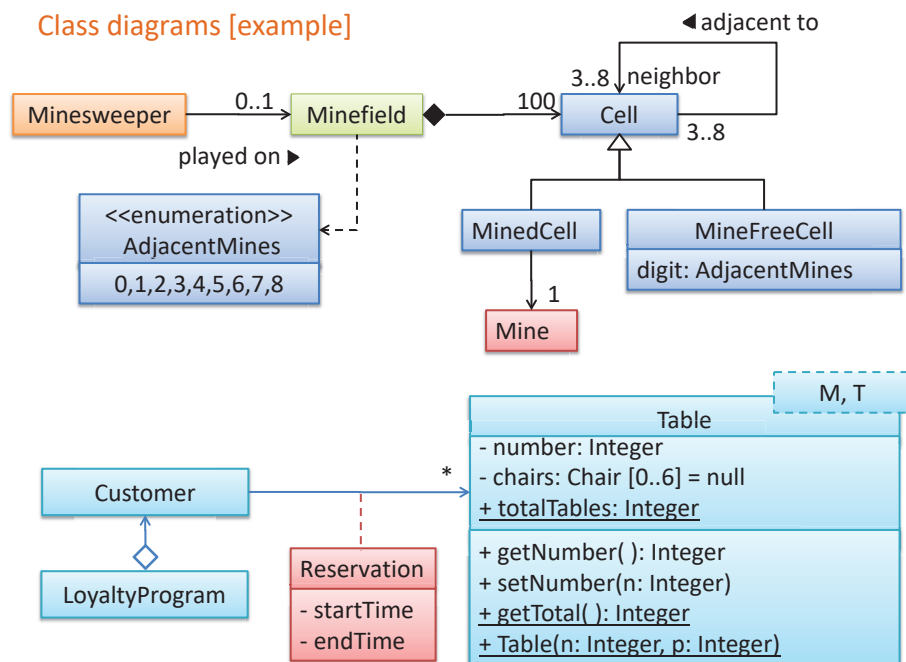 Class diagrams [example]
◀ adjacent to
3..8 neighbor
Minesweeper
0..1
Minefield
100
Cell
3..8
played on ▶
<<enumeration>>
AdjacentMines
0,1,2,3,4,5,6,7,8
MinedCell
MineFreeCell
digit: AdjacentMines
1
Mine
M, T
Table
- number: Integer
- chairs: Chair [0..6] = null
+ totalTables: Integer
+ getNumber( ): Integer
+ setNumber(n: Integer)
+ getTotal( ): Integer
+ Table(n: Integer, p: Integer)
*
Customer
LoyaltyProgram
Reservation
- startTime
- endTime